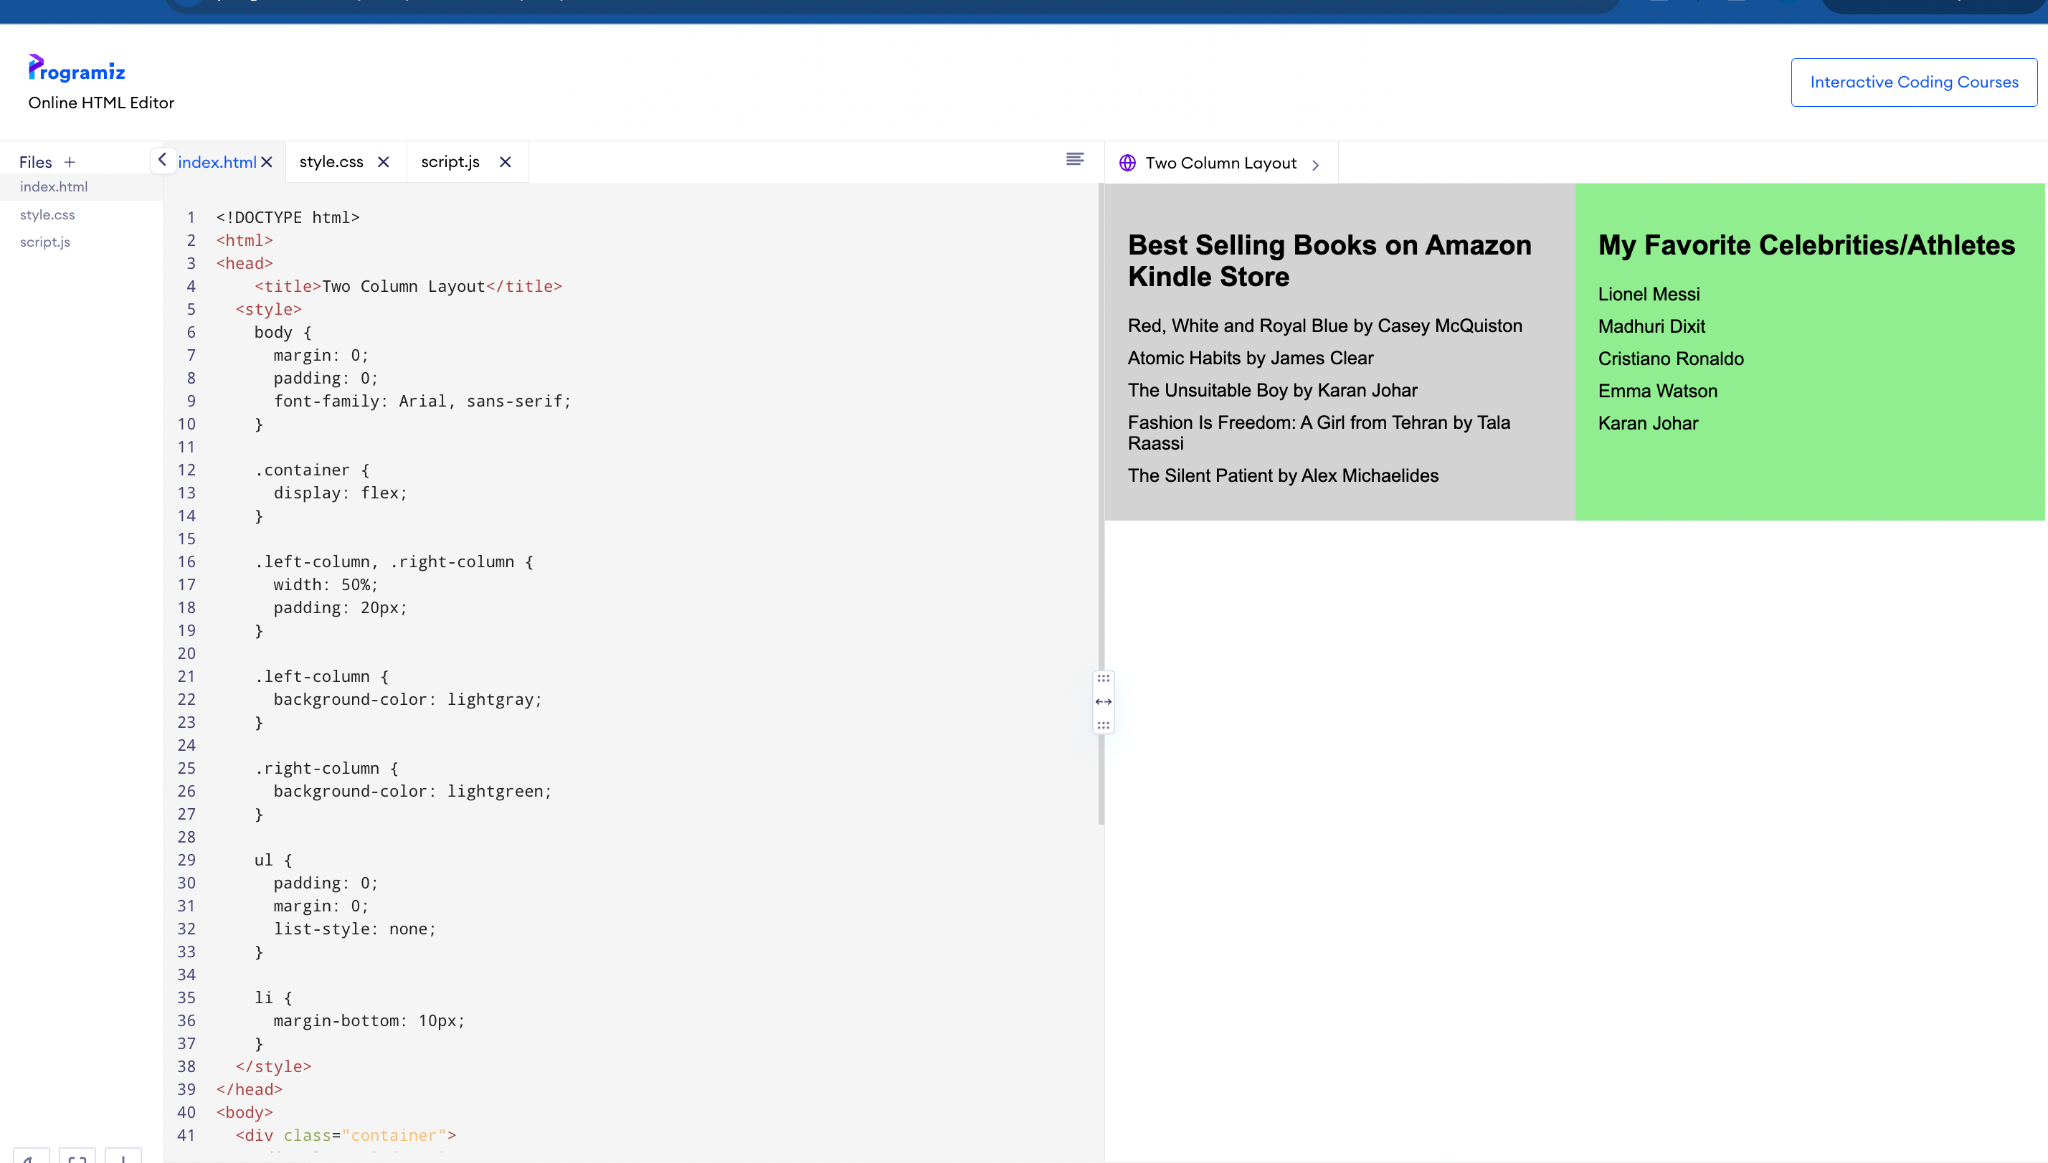 Programiz
Online HTML Editor
Interactive Coding Courses
Files +
index.html
style.css
script.js
index.html
style.css
script.js
1 <!DOCTYPE html>
2 <html>
3 <head>
4 <title>Two Column Layout</title>
5 <style>
6 body {
7 margin: 0;
8 padding: 0;
9 font-family: Arial, sans-serif;
10 }
11
12 .container {
13 display: flex;
14 }
15
16 .left-column, .right-column {
17 width: 50%;
18 padding: 20px;
19 }
20
21 .left-column {
22 background-color: lightgray;
23 }
24
25 .right-column {
26 background-color: lightgreen;
27 }
28
29 ul {
30 padding: 0;
31 margin: 0;
32 list-style: none;
33 }
34
35 li {
36 margin-bottom: 10px;
37 }
38 </style>
39 </head>
40 <body>
41 <div class="container">
Two Column Layout
Best Selling Books on Amazon
Kindle Store
Red, White and Royal Blue by Casey McQuiston
Atomic Habits by James Clear
The Unsuitable Boy by Karan Johar
Fashion Is Freedom: A Girl from Tehran by Tala
Raassi
The Silent Patient by Alex Michaelides
My Favorite Celebrities/Athletes
Lionel Messi
Madhuri Dixit
Cristiano Ronaldo
Emma Watson
Karan Johar